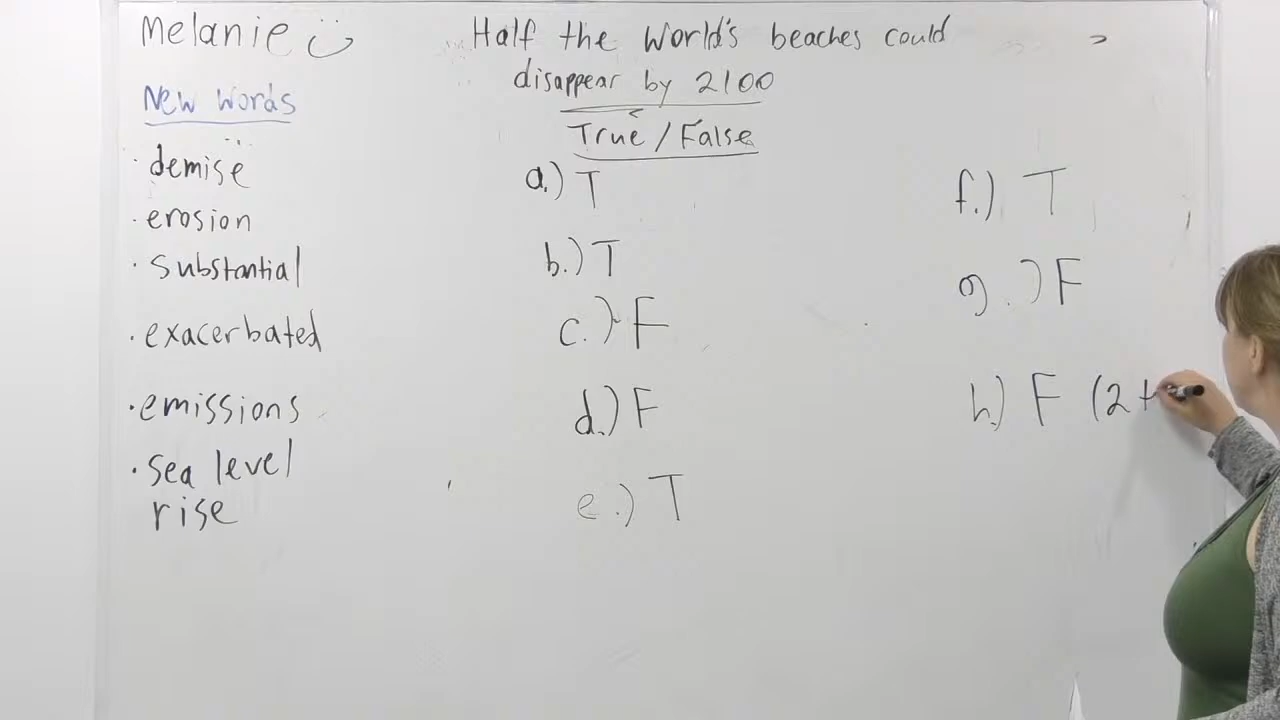 Melanie
Half the World's beaches could
disappear by 2100
New words
True / False
· demise
· erosion
· Substantial
· exacerbated
· emissions
· sea level
rise
a.) T
b.) T
c.) F
d.) F
e.) T
f.) T
g.) F
h.) F (2